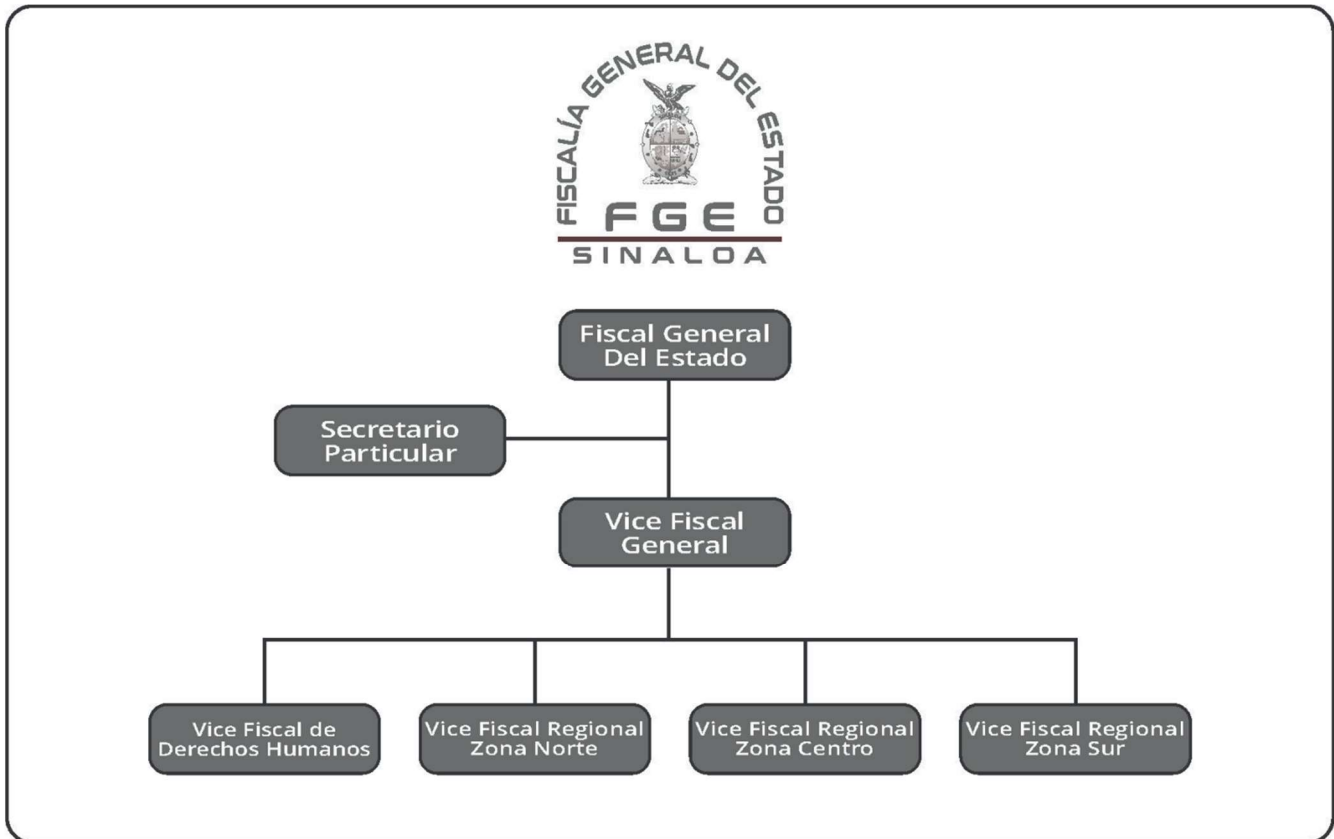 FISCALÍA GENERAL DEL ESTADO
FGE
SINALOA
Fiscal General
Del Estado
Secretario
Particular
Vice Fiscal
General
Vice Fiscal de
Derechos Humanos
Vice Fiscal Regional
Zona Norte
Vice Fiscal Regional
Zona Centro
Vice Fiscal Regional
Zona Sur